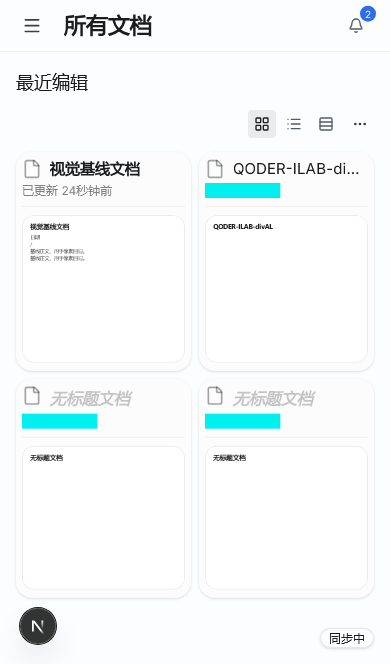 所有文档
2
最近编辑
视觉基线文档
已更新 24秒钟前
视觉基线文档
/
QODER-ILAB-di...
QODER-ILAB-divAL
无标题文档
无标题文档
无标题文档
无标题文档
N
同步中